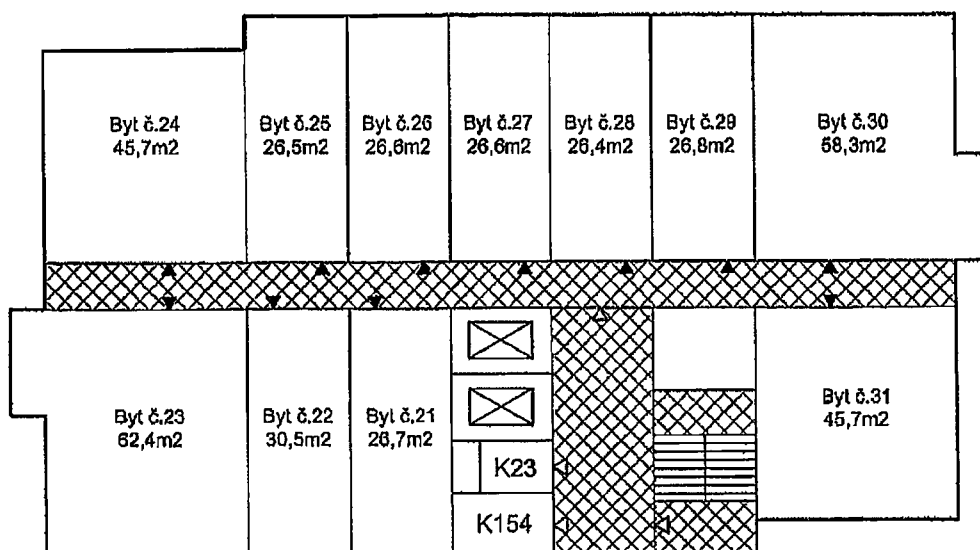 Byt č.24
45,7m2
Byt č.25
26,5m2
Byt č.26
26,6m2
Byt č.27
26,6m2
Byt č.28
26,4m2
Byt č.29
26,8m2
Byt č.30
58,3m2
Byt č.23
62,4m2
Byt č.22
30,5m2
Byt č.21
26,7m2
K23
K154
Byt č.31
45,7m2